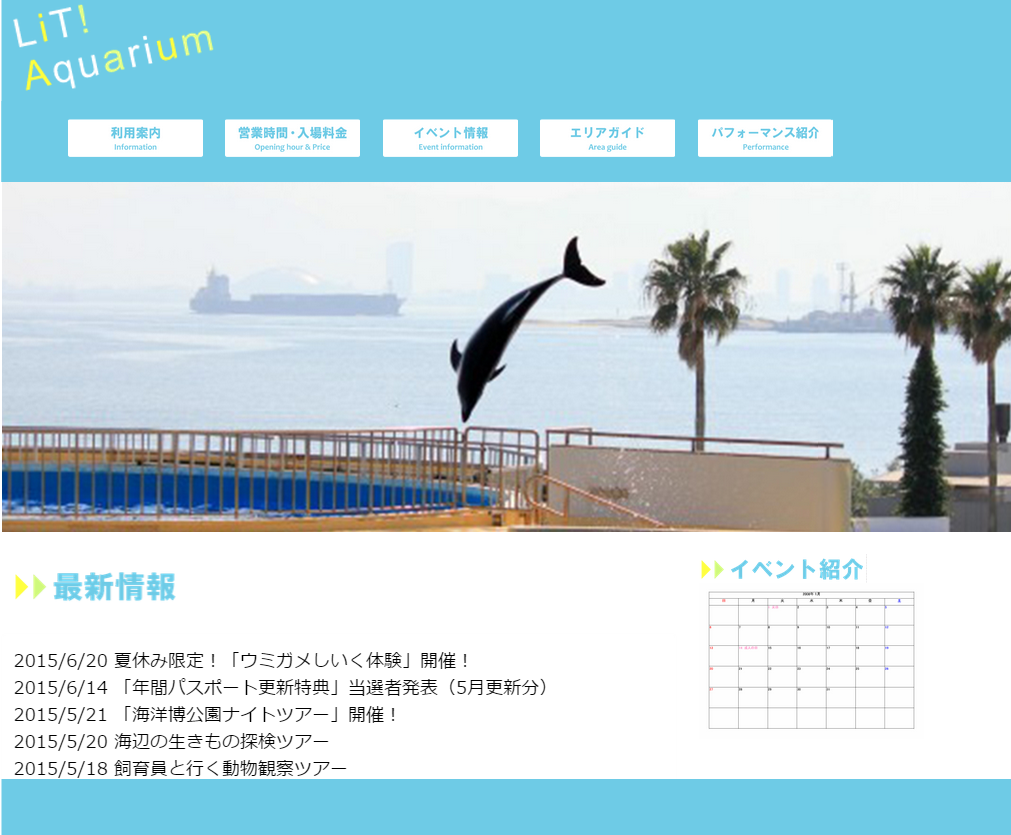 LiT!
Aquarium
利用案内
Information
営業時間・入場料金
Opening hour & Price
イベント情報
Event information
エリアガイド
Area guide
パフォーマンス紹介
Performance
最新情報
2015/6/20 夏休み限定！「ウミガメしいく体験」開催！
2015/6/14 「年間パスポート更新特典」当選者発表（5月更新分）
2015/5/21 「海洋博公園ナイトツアー」開催！
2015/5/20 海辺の生きもの探検ツアー
2015/5/18 飼育員と行く動物観察ツアー
イベント紹介